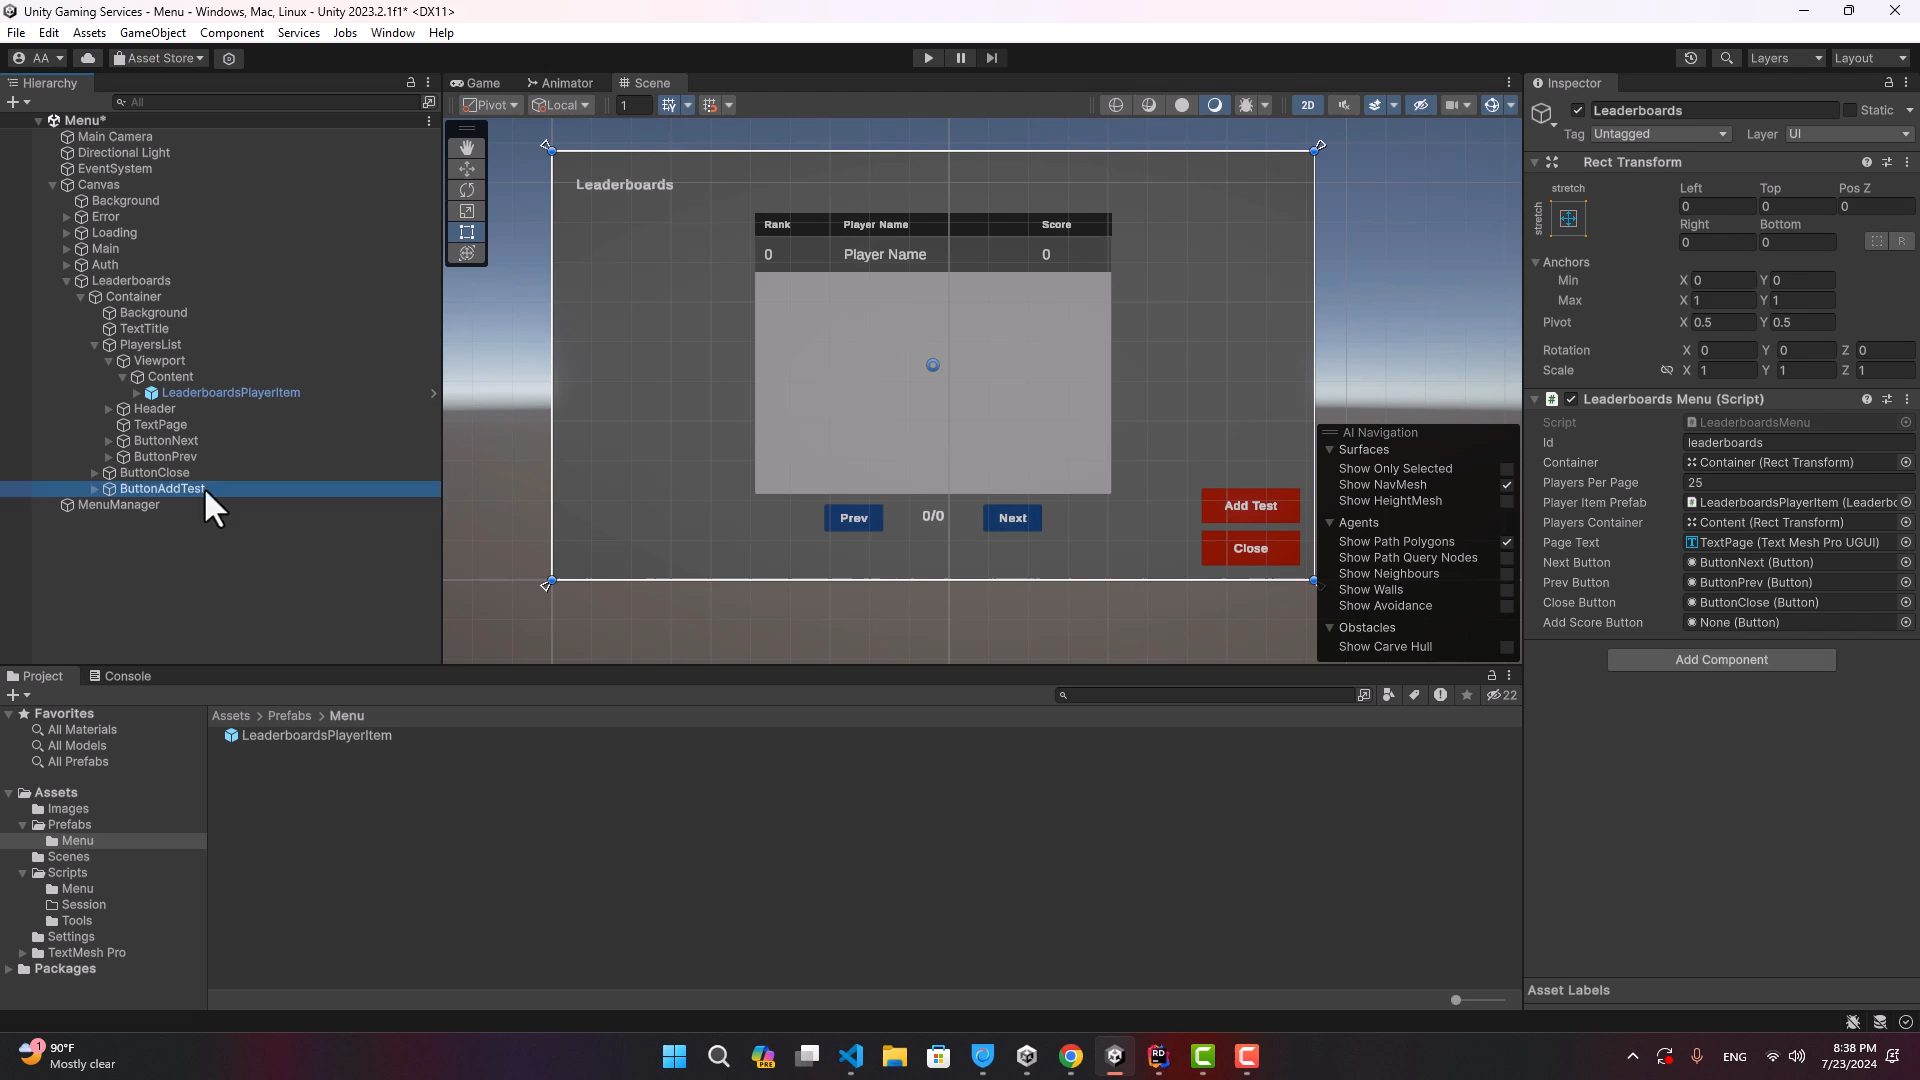 Unity Gaming Services - Menu - Windows, Mac, Linux - Unity 2023.2.1f1* <DX11>
File Edit Assets GameObject Component Services Jobs Window Help
AA Asset Store Layers Layout
Hierarchy
All
Menu*
Main Camera
Directional Light
EventSystem
Canvas
Background
Error
Loading
Main
Auth
Leaderboards
Container
Background
TextTitle
PlayersList
Viewport
Content
LeaderboardsPlayerItem
Header
TextPage
ButtonNext
ButtonPrev
ButtonClose
ButtonAddTest
MenuManager
Game Animator Scene
Pivot Local 1 2D
Leaderboards
Rank Player Name Score
0 Player Name 0
Prev 0/0 Next
Add Test
Close
AI Navigation
Surfaces
Show Only Selected
Show NavMesh
Show HeightMesh
Agents
Show Path Polygons
Show Path Query Nodes
Show Neighbours
Show Walls
Show Avoidance
Obstacles
Show Carve Hull
Inspector
Leaderboards Static
Tag Untagged Layer UI
Rect Transform
stretch Left Top Pos Z
stretch 0 0 0
Right Bottom
0 0 R
Anchors
Min X 0 Y 0
Max X 1 Y 1
Pivot X 0.5 Y 0.5
Rotation X 0 Y 0 Z 0
Scale X 1 Y 1 Z 1
# Leaderboards Menu (Script)
Script LeaderboardsMenu
Id leaderboards
Container Container (Rect Transform)
Players Per Page 25
Player Item Prefab LeaderboardsPlayerItem (Leaderbo
Players Container Content (Rect Transform)
Page Text TextPage (Text Mesh Pro UGUI)
Next Button ButtonNext (Button)
Prev Button ButtonPrev (Button)
Close Button ButtonClose (Button)
Add Score Button None (Button)
Add Component
Asset Labels
Project Console
22
Favorites
All Materials
All Models
All Prefabs
Assets
Images
Prefabs
Menu
Scenes
Scripts
Menu
Session
Tools
Settings
TextMesh Pro
Packages
Assets > Prefabs > Menu
LeaderboardsPlayerItem
1 90°F
Mostly clear
PRE
RD
ENG
8:38 PM
7/23/2024